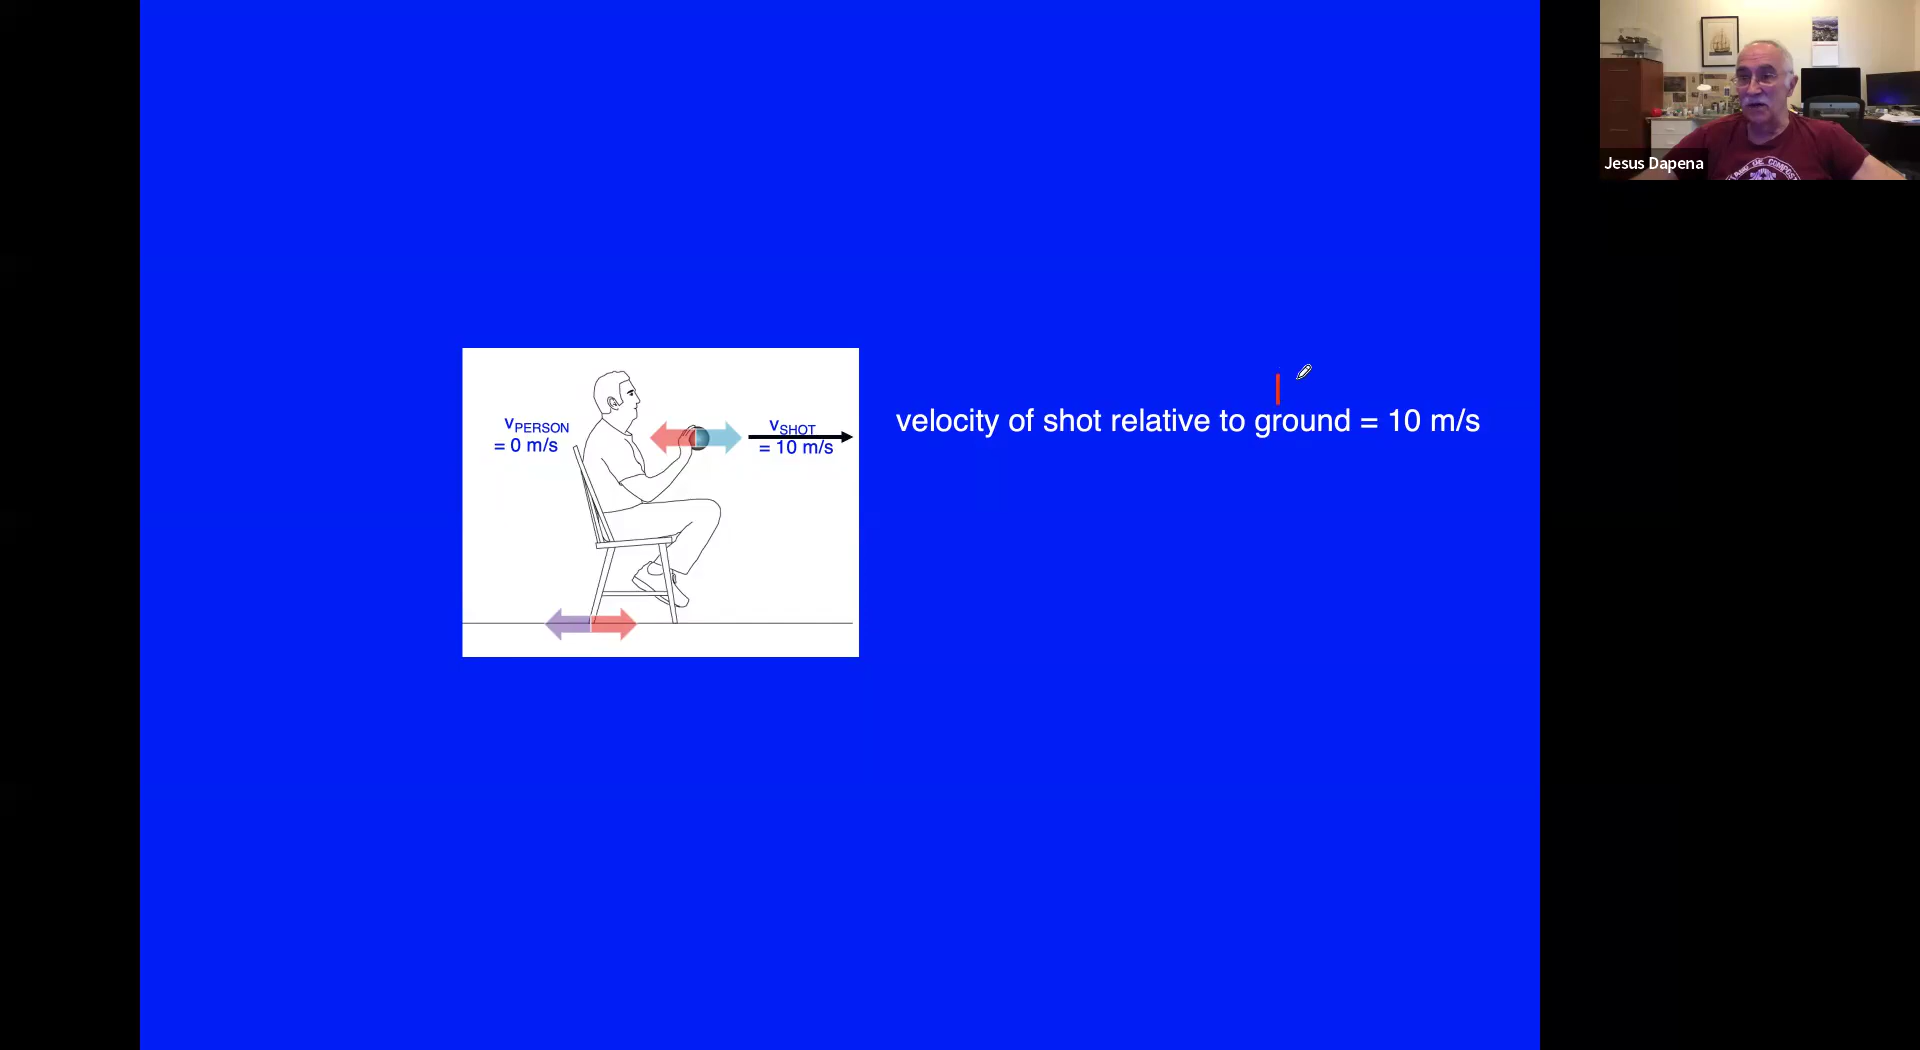 vPERSON
= 0 m/s
vSHOT
= 10 m/s
velocity of shot relative to ground = 10 m/s
Jesus Dapena